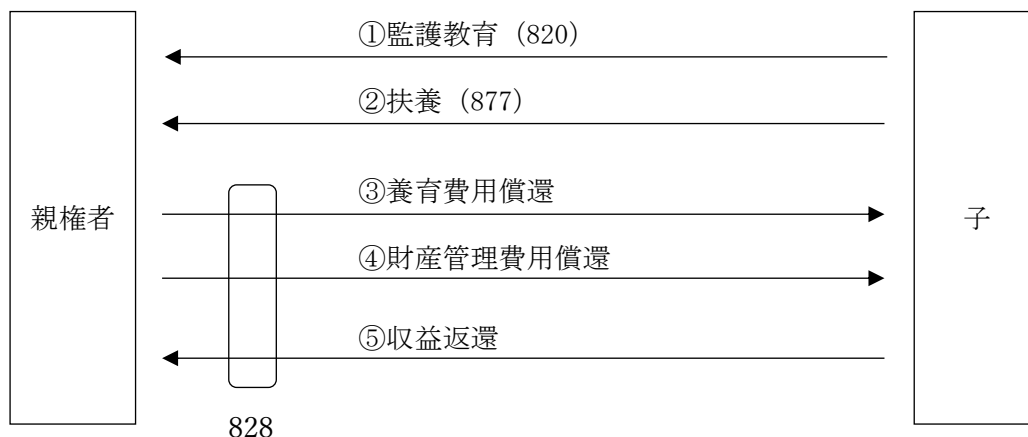 ①監護教育（820）
②扶養（877）
③養育費用償還
親権者
子
④財産管理費用償還
⑤収益返還
828